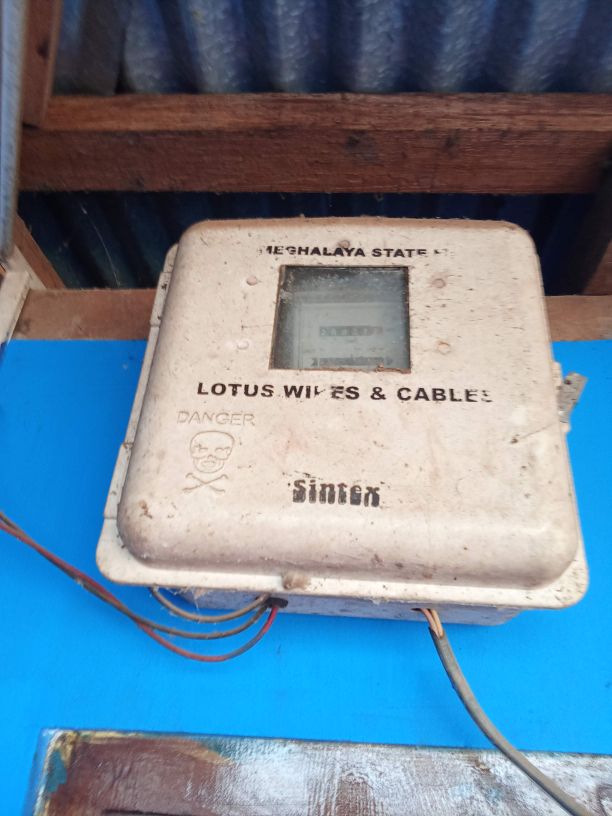 MEGHALAYA STATE
LOTUS WIRES & CABLES
DANGER
Sintex